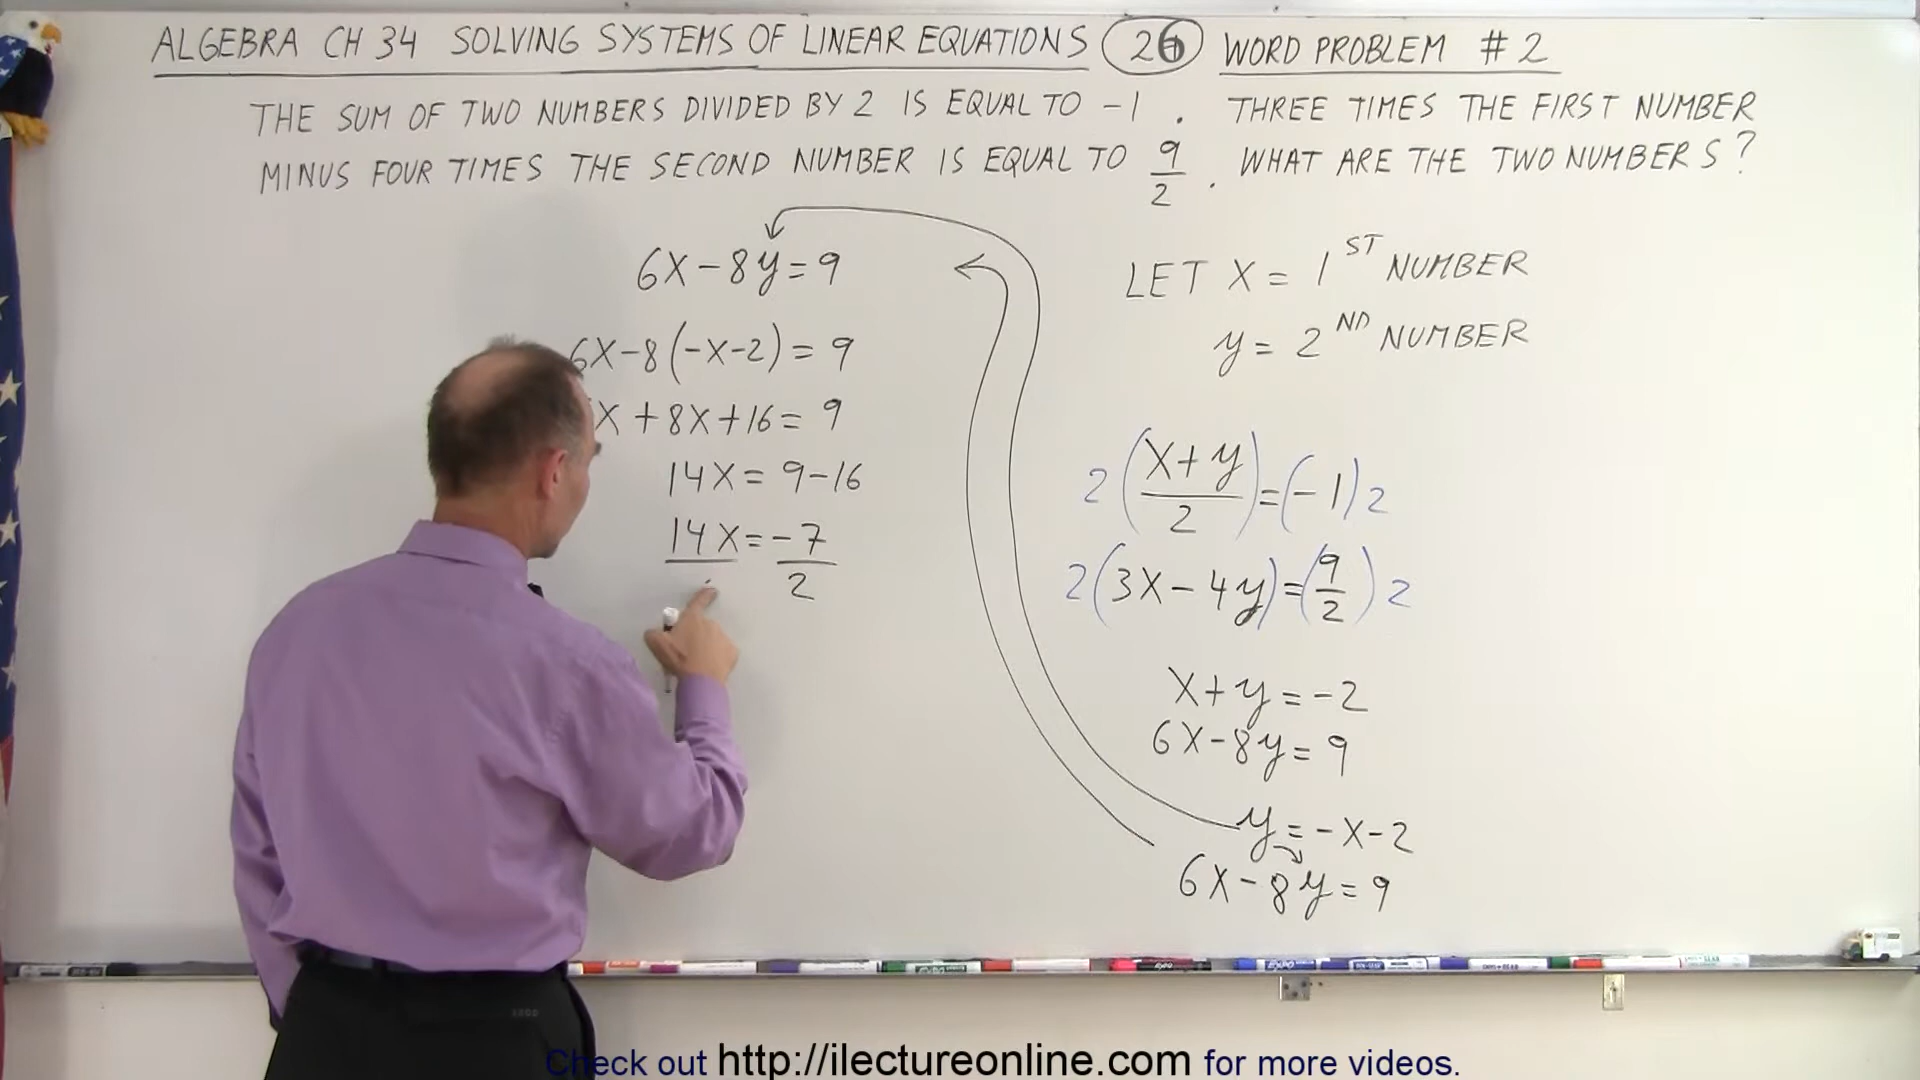 ALGEBRA CH 34 SOLVING SYSTEMS OF LINEAR EQUATIONS 26 WORD PROBLEM # 2
THE SUM OF TWO NUMBERS DIVIDED BY 2 IS EQUAL TO -1 . THREE TIMES THE FIRST NUMBER
MINUS FOUR TIMES THE SECOND NUMBER IS EQUAL TO 9/2 . WHAT ARE THE TWO NUMBERS?
6X-8y=9
6X-8(-X-2)=9
X+8X+16=9
14X=9-16
14X=-7
2
LET X = 1ST NUMBER
y = 2ND NUMBER
2((X+y)/2)=(-1)2
2(3X-4y)=(9/2)2
X+y=-2
6X-8y=9
y=-X-2
6X-8y=9
Check out http://ilectureonline.com for more videos.